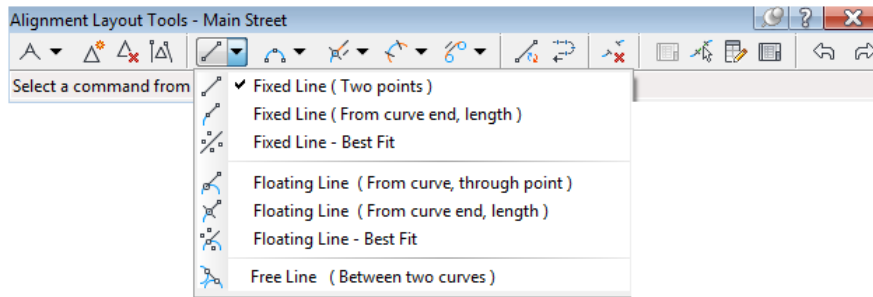 Alignment Layout Tools - Main Street
Select a command from
Fixed Line ( Two points )
Fixed Line ( From curve end, length )
Fixed Line - Best Fit
Floating Line ( From curve, through point )
Floating Line ( From curve end, length )
Floating Line - Best Fit
Free Line ( Between two curves )